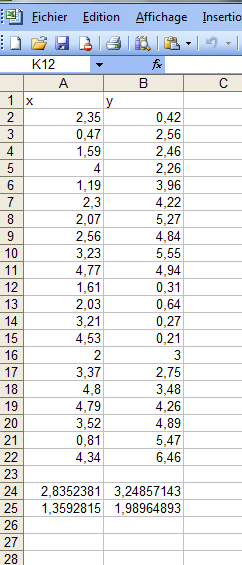 Fichier Edition Affichage Insertio
K12 fx
A B C
1 x y
2 2,35 0,42
3 0,47 2,56
4 1,59 2,46
5 4 2,26
6 1,19 3,96
7 2,3 4,22
8 2,07 5,27
9 2,56 4,84
10 3,23 5,55
11 4,77 4,94
12 1,61 0,31
13 2,03 0,64
14 3,21 0,27
15 4,53 0,21
16 2 3
17 3,37 2,75
18 4,8 3,48
19 4,79 4,26
20 3,52 4,89
21 0,81 5,47
22 4,34 6,46
23
24 2,8352381 3,24857143
25 1,3592815 1,98964893
26
27
28